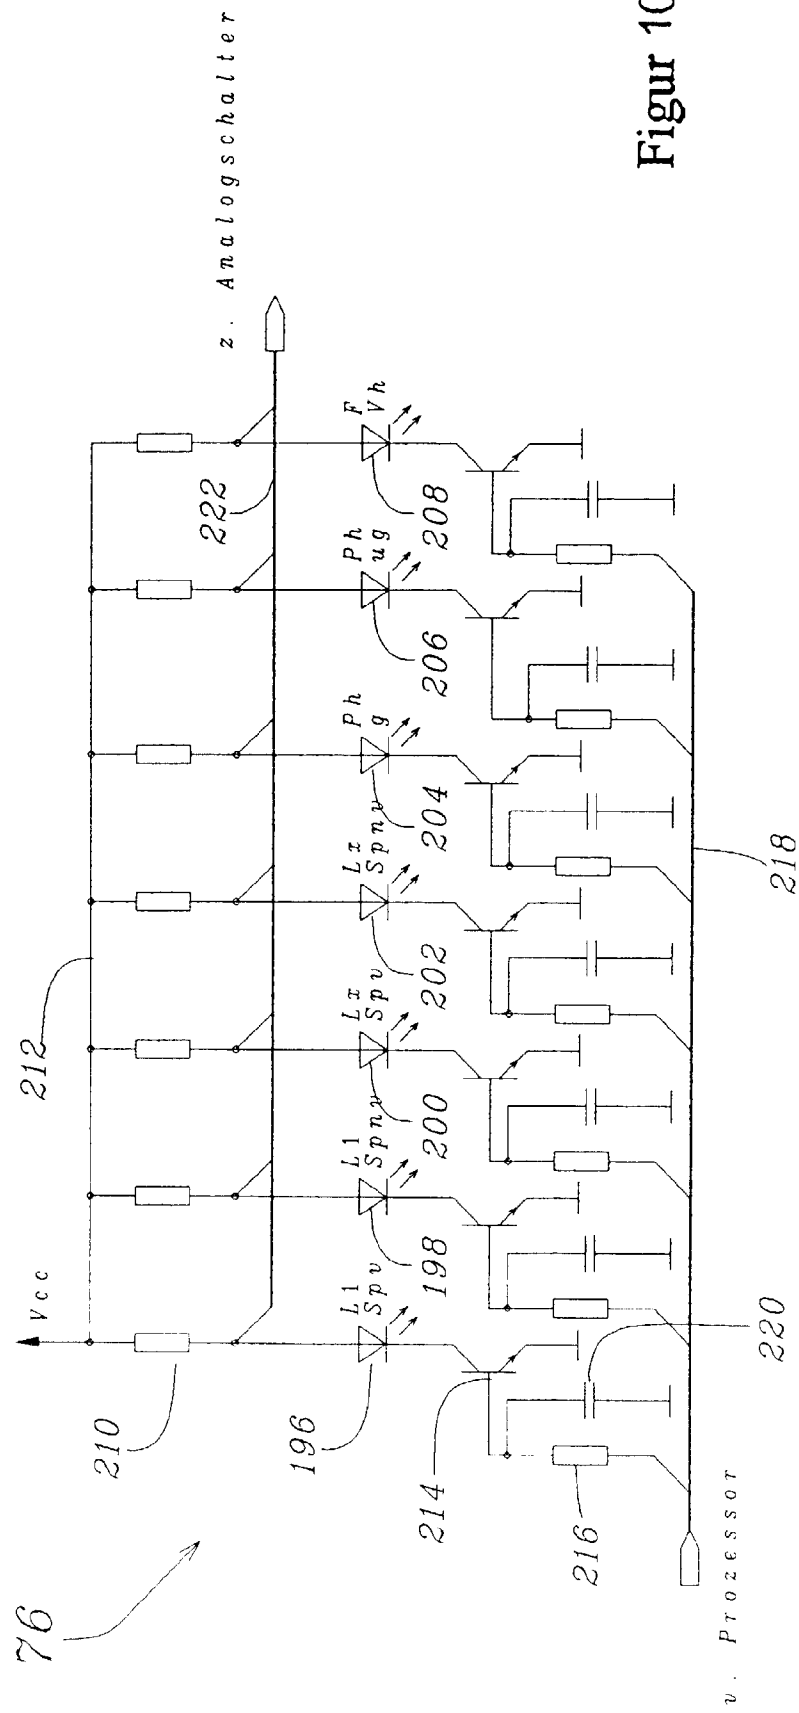 76
Vcc
212
222
z. Analogschalter
210
196
L1
Spv
198
L1
Spnv
200
Lx
Spv
202
Lx
Spnv
204
Ph
g
206
Ph
ug
208
F
Vh
214
216
220
218
v. Prozessor
Figur 10